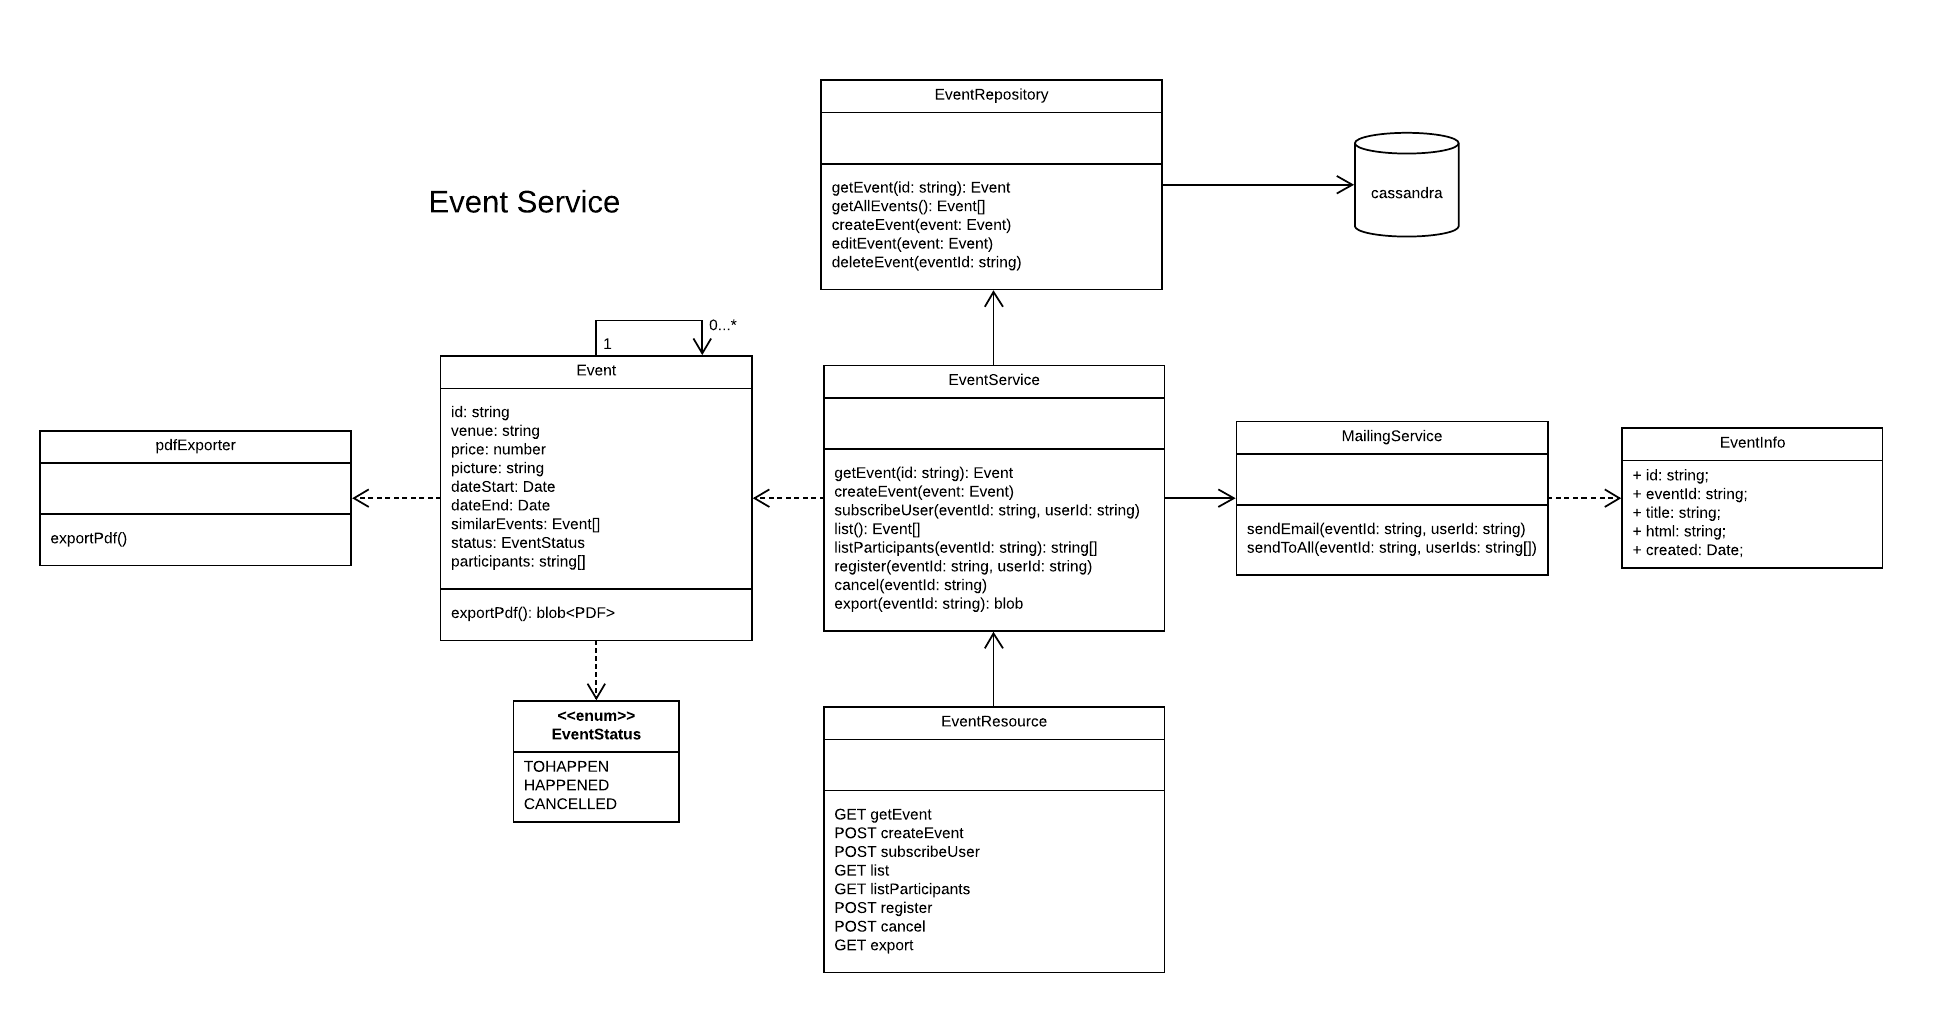 EventRepository
getEvent(id: string): Event
getAllEvents(): Event[]
createEvent(event: Event)
editEvent(event: Event)
deleteEvent(eventId: string)
cassandra
Event Service
1
0...*
Event
id: string
venue: string
price: number
picture: string
dateStart: Date
dateEnd: Date
similarEvents: Event[]
status: EventStatus
participants: string[]
exportPdf(): blob<PDF>
pdfExporter
exportPdf()
EventService
getEvent(id: string): Event
createEvent(event: Event)
subscribeUser(eventId: string, userId: string)
list(): Event[]
listParticipants(eventId: string): string[]
register(eventId: string, userId: string)
cancel(eventId: string)
export(eventId: string): blob
MailingService
sendEmail(eventId: string, userId: string)
sendToAll(eventId: string, userIds: string[])
EventInfo
+ id: string;
+ eventId: string;
+ title: string;
+ html: string;
+ created: Date;
<<enum>>
EventStatus
TOHAPPEN
HAPPENED
CANCELLED
EventResource
GET getEvent
POST createEvent
POST subscribeUser
GET list
GET listParticipants
POST register
POST cancel
GET export